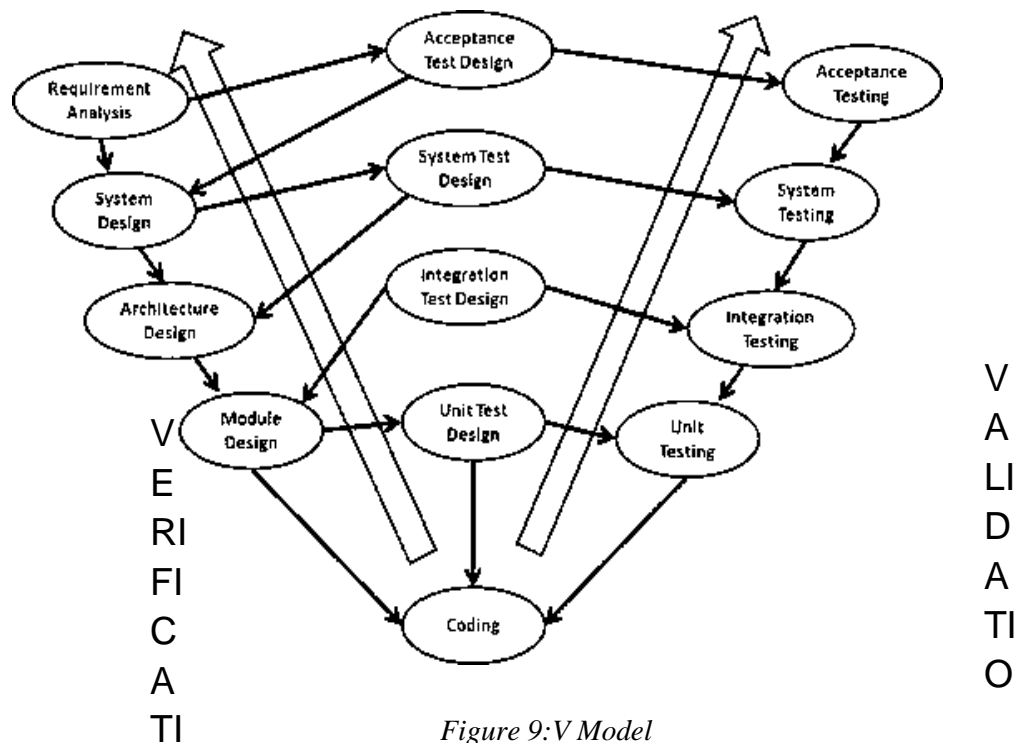 Acceptance
Test Design
Requirement
Analysis
Acceptance
Testing
System Test
Design
System
Design
System
Testing
Integration
Test Design
Architecture
Design
Integration
Testing
Module
Design
Unit Test
Design
Unit
Testing
Coding
V
E
RI
FI
C
A
TI
V
A
LI
D
A
TI
O
Figure 9:V Model